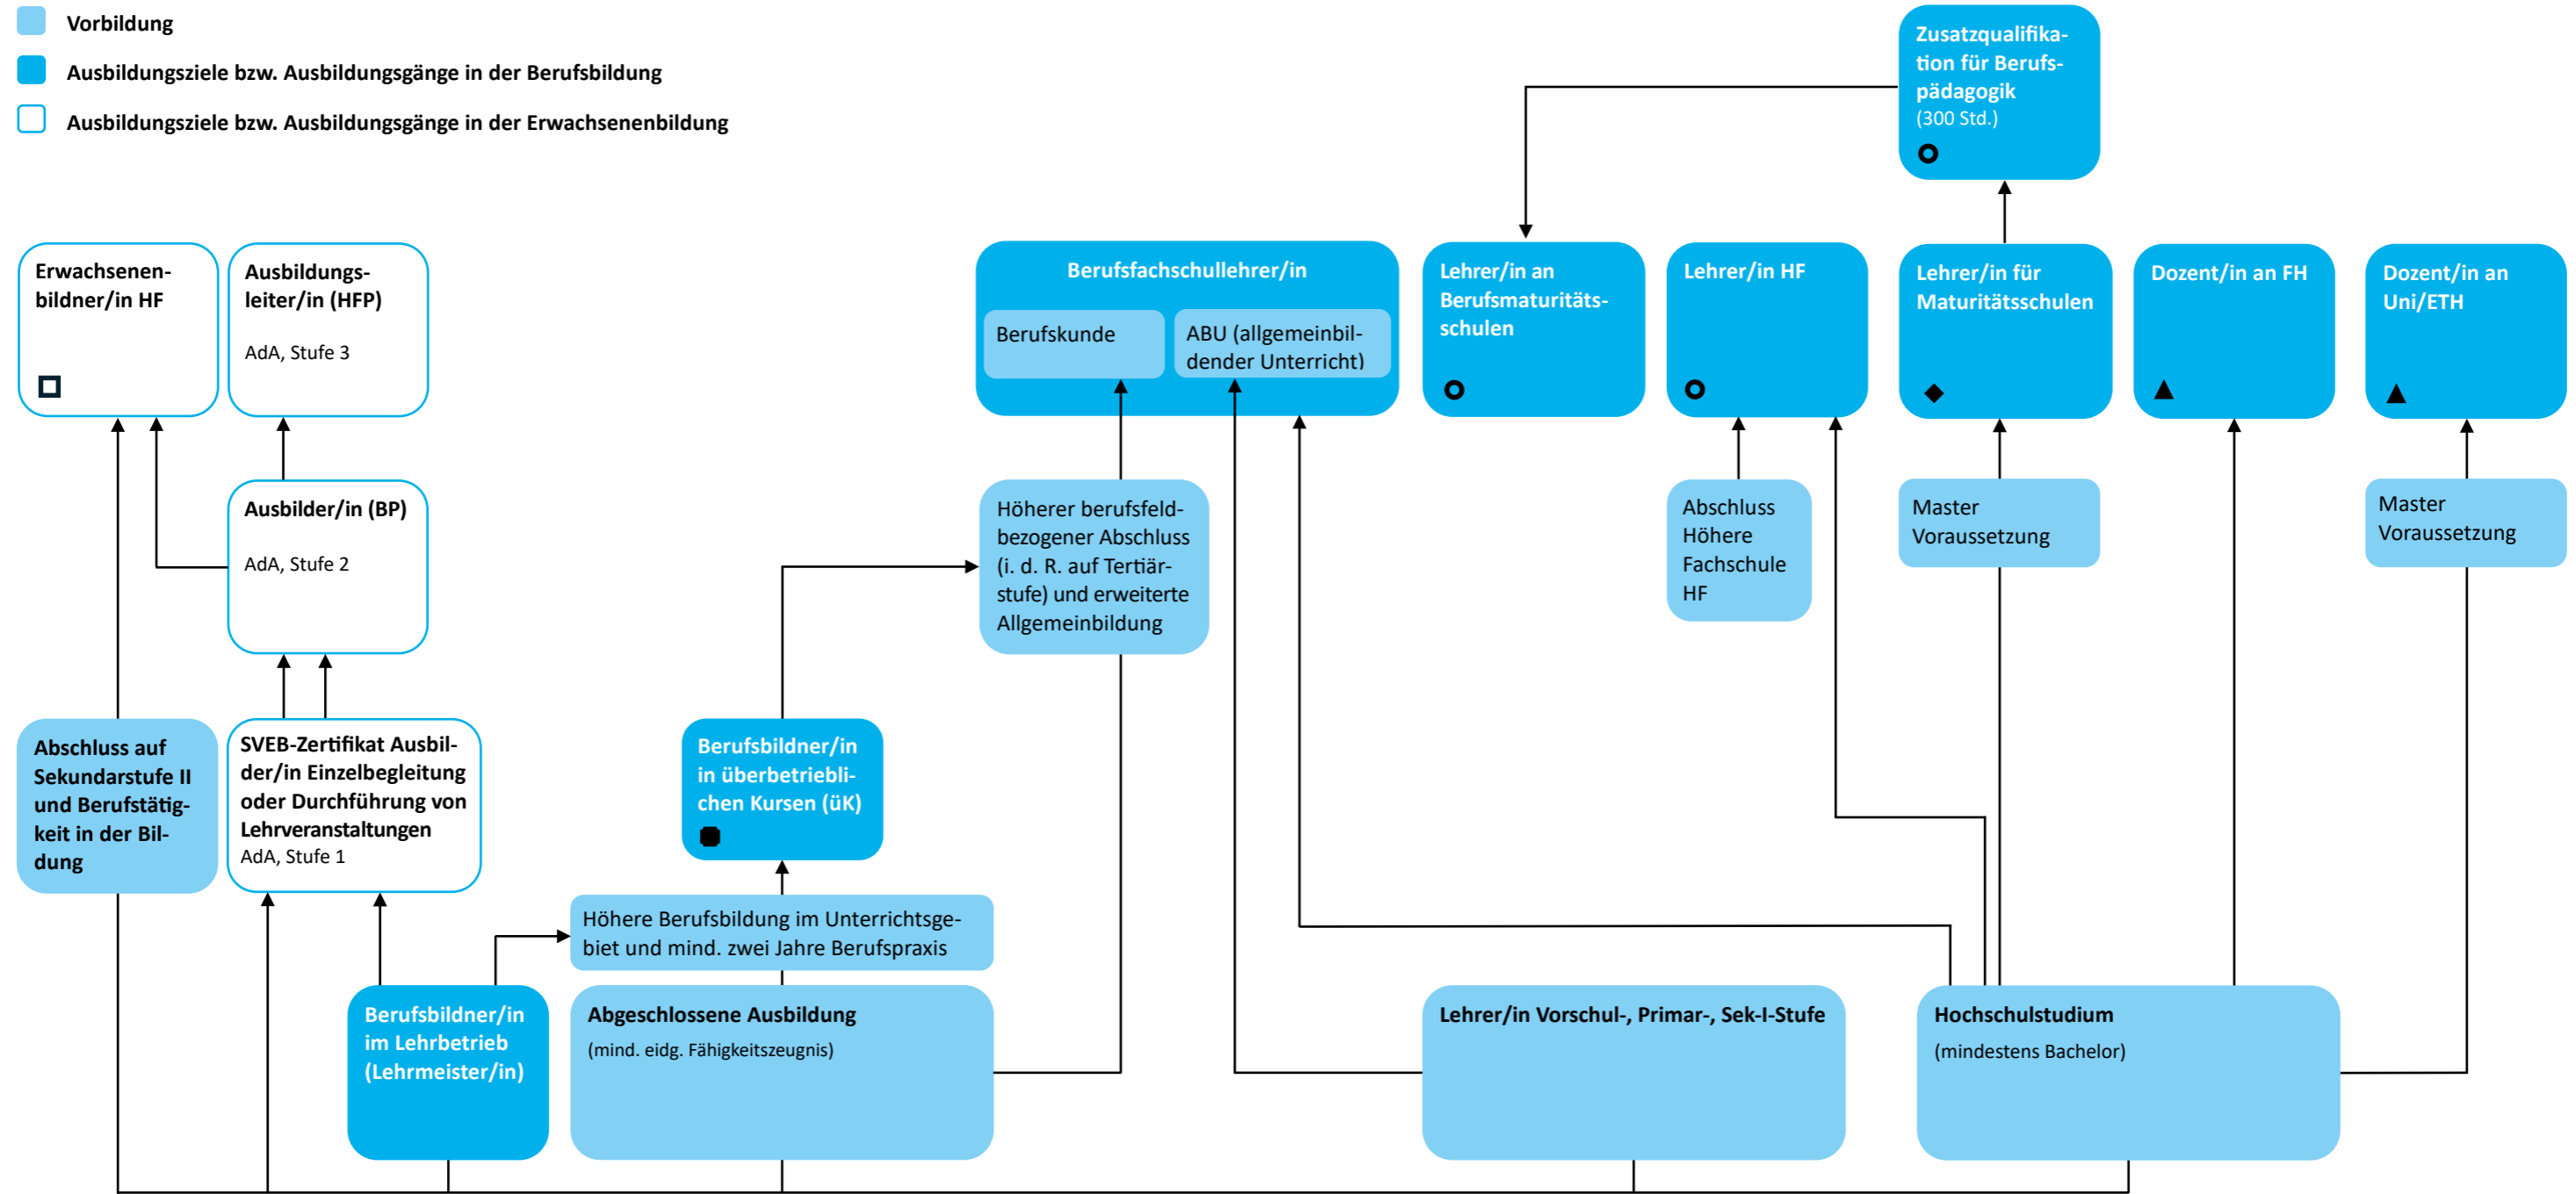 Vorbildung
Ausbildungsziele bzw. Ausbildungsgänge in der Berufsbildung
Ausbildungsziele bzw. Ausbildungsgänge in der Erwachsenenbildung
Zusatzqualifika-
tion für Berufs-
pädagogik
(300 Std.)
Erwachsenen-
bildner/in HF
Ausbildungs-
leiter/in (HFP)
AdA, Stufe 3
Berufsfachschullehrer/in
Berufskunde
ABU (allgemeinbil-
dender Unterricht)
Lehrer/in an
Berufsmaturitäts-
schulen
Lehrer/in HF
Lehrer/in für
Maturitätsschulen
Dozent/in an FH
Dozent/in an
Uni/ETH
Ausbilder/in (BP)
AdA, Stufe 2
Höherer berufsfeld-
bezogener Abschluss
(i. d. R. auf Tertiär-
stufe) und erweiterte
Allgemeinbildung
Abschluss
Höhere
Fachschule
HF
Master
Voraussetzung
Master
Voraussetzung
Abschluss auf
Sekundarstufe II
und Berufstätig-
keit in der Bil-
dung
SVEB-Zertifikat Ausbil-
der/in Einzelbegleitung
oder Durchführung von
Lehrveranstaltungen
AdA, Stufe 1
Berufsbildner/in
in überbetriebli-
chen Kursen (üK)
Höhere Berufsbildung im Unterrichtsge-
biet und mind. zwei Jahre Berufspraxis
Berufsbildner/in
im Lehrbetrieb
(Lehrmeister/in)
Abgeschlossene Ausbildung
(mind. eidg. Fähigkeitszeugnis)
Lehrer/in Vorschul-, Primar-, Sek-I-Stufe
Hochschulstudium
(mindestens Bachelor)